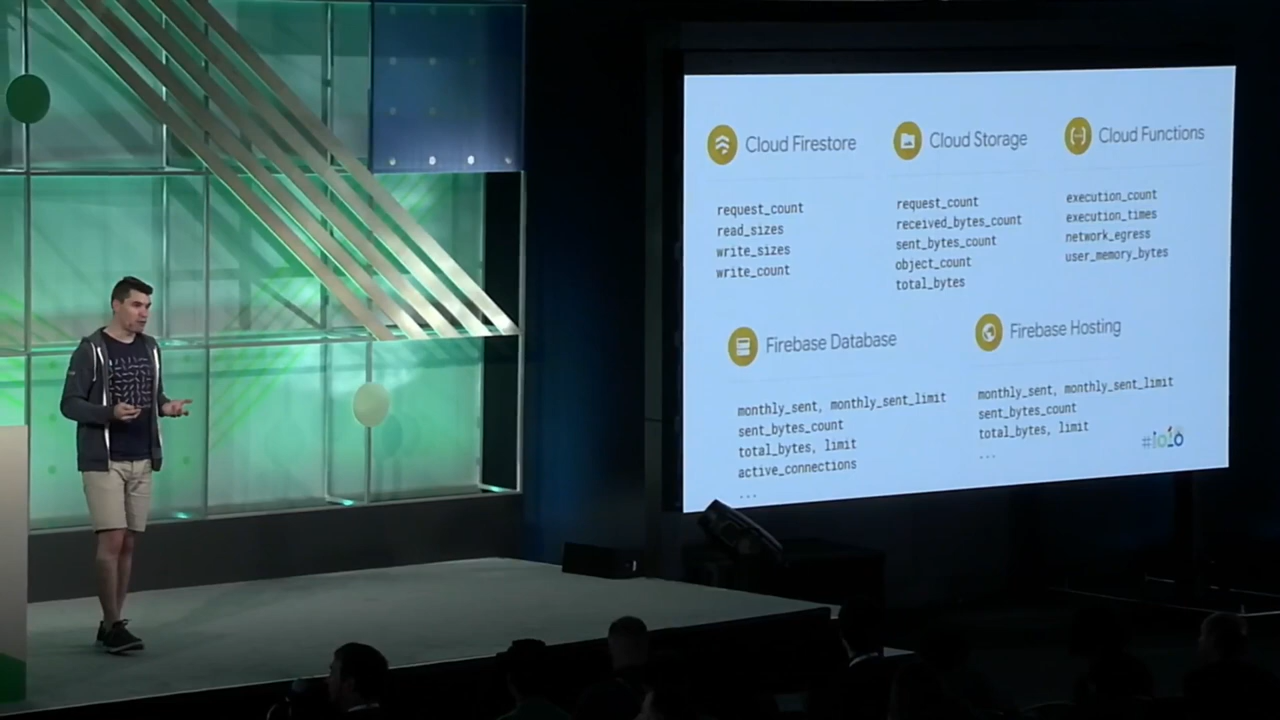 Cloud Firestore
request_count
read_sizes
write_sizes
write_count
Cloud Storage
request_count
received_bytes_count
sent_bytes_count
object_count
total_bytes
Cloud Functions
execution_count
execution_times
network_egress
user_memory_bytes
Firebase Database
monthly_sent, monthly_sent_limit
sent_bytes_count
total_bytes, limit
active_connections
...
Firebase Hosting
monthly_sent, monthly_sent_limit
sent_bytes_count
total_bytes, limit
...
#io18